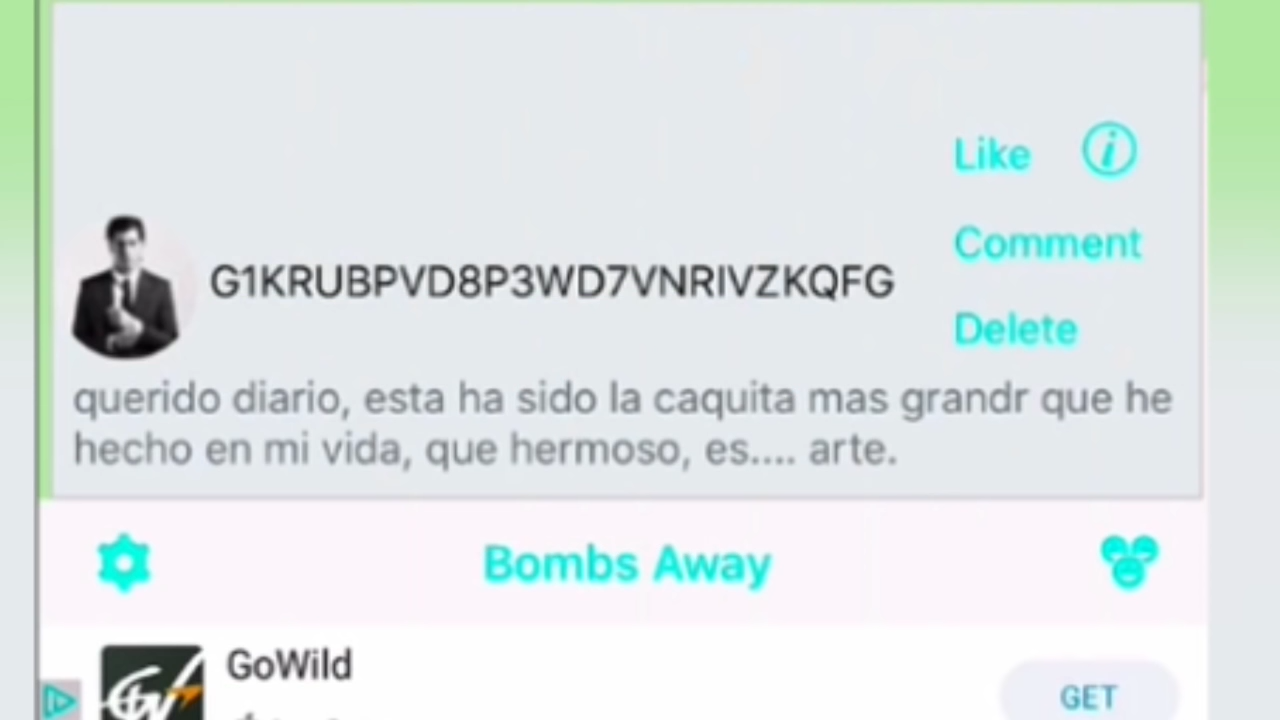 Like
G1KRUBPVD8P3WD7VNRIVZKQFG
Comment
Delete
querido diario, esta ha sido la caquita mas grandr que he
hecho en mi vida, que hermoso, es.... arte.
Bombs Away
GoWild
GET